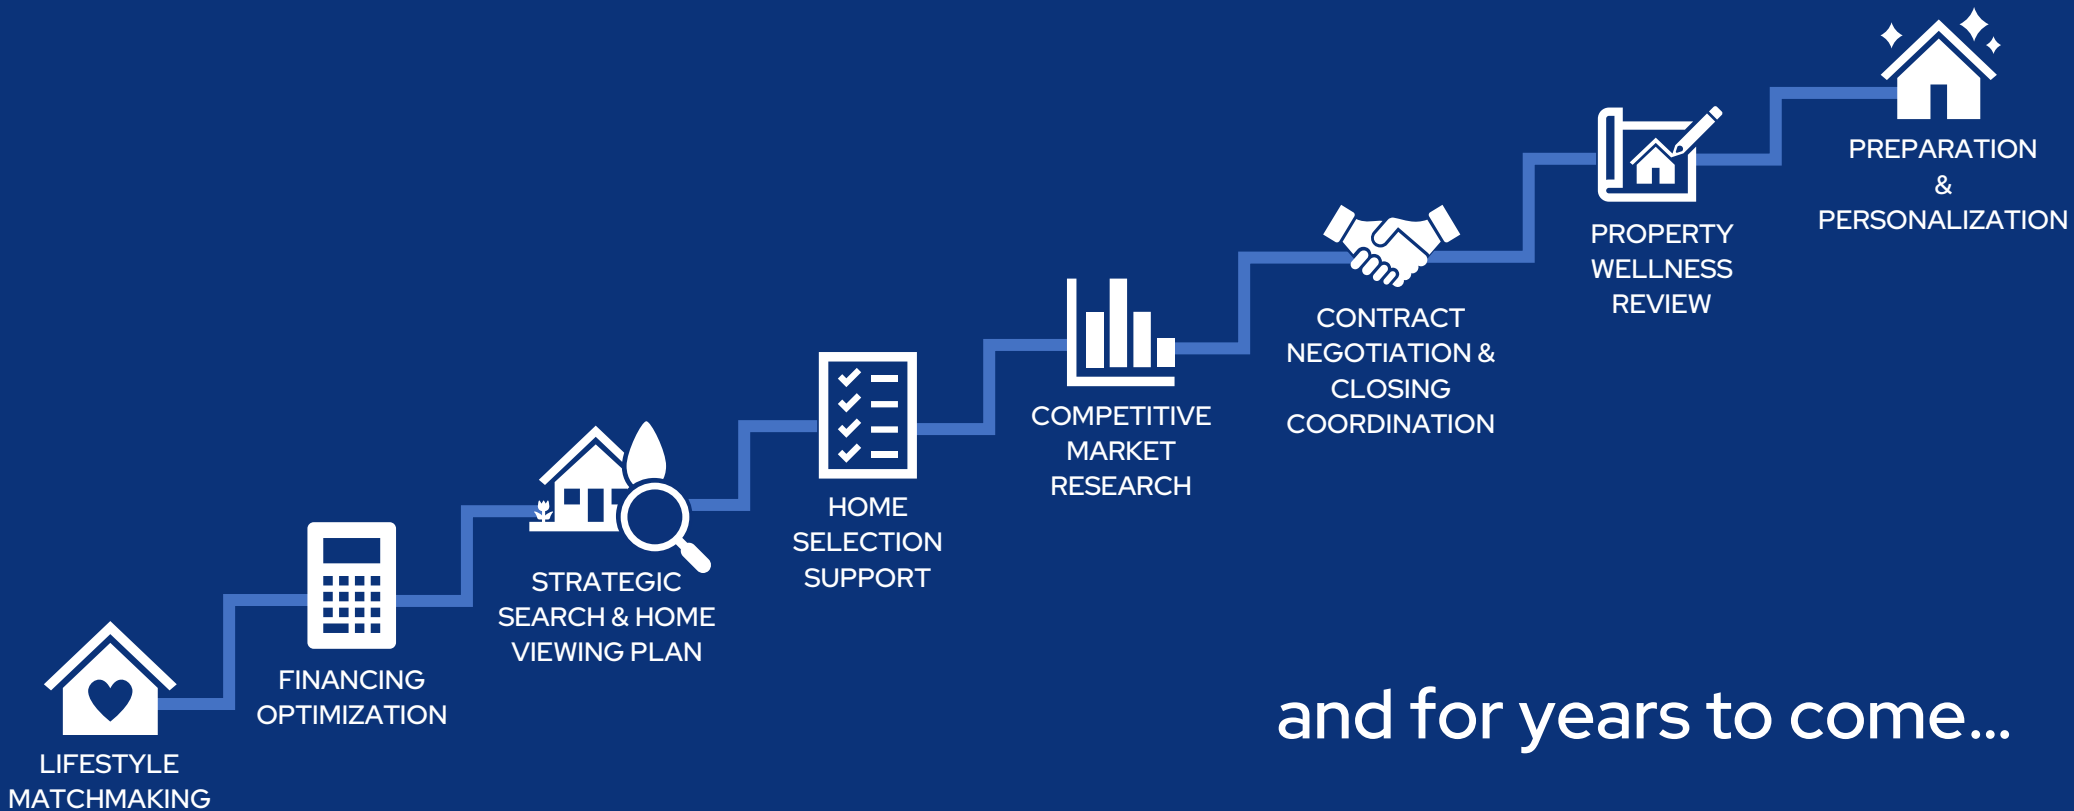 LIFESTYLE
MATCHMAKING
FINANCING
OPTIMIZATION
STRATEGIC
SEARCH & HOME
VIEWING PLAN
HOME
SELECTION
SUPPORT
COMPETITIVE
MARKET
RESEARCH
CONTRACT
NEGOTIATION &
CLOSING
COORDINATION
PROPERTY
WELLNESS
REVIEW
PREPARATION
&
PERSONALIZATION
and for years to come...